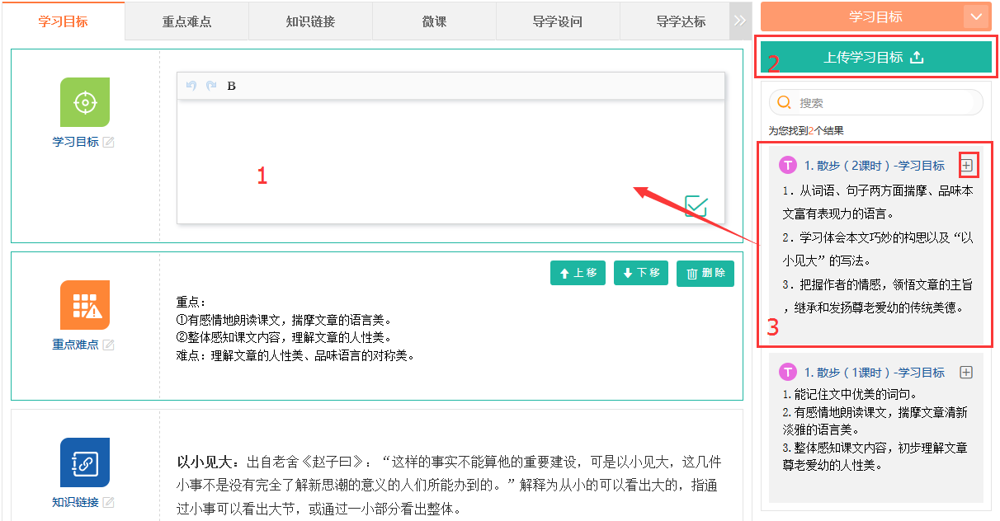 学习目标
重点难点
知识链接
微课
导学设问
导学达标
学习目标
B
1
学习目标
上移
下移
删除
重点：
①有感情地朗读课文，揣摩文章的语言美。
②整体感知课文内容，理解文章的人性美。
难点：理解文章的人性美、品味语言的对称美。
重点难点
以小见大：出自老舍《赵子曰》：“这样的事实不能算他的重要建设，可是以小见大，这几件
小事不是没有完全了解新思潮的意义的人们所能办到的。”解释为从小的可以看出大的，指通
过小事可以看出大节，或通过一小部分看出整体。
知识链接
学习目标
2
上传学习目标
搜索
为您找到2个结果
T 1. 散步（2课时）-学习目标
1．从词语、句子两方面揣摩、品味本
文富有表现力的语言。
2．学习体会本文巧妙的构思以及“以
小见大”的写法。
3．把握作者的情感，领悟文章的主旨
，继承和发扬尊老爱幼的传统美德。
3
T 1. 散步（1课时）-学习目标
1.能记住文中优美的词句。
2.有感情地朗读课文，揣摩文章清新
淡雅的语言美。
3.整体感知课文内容，初步理解文章
尊老爱幼的人性美。